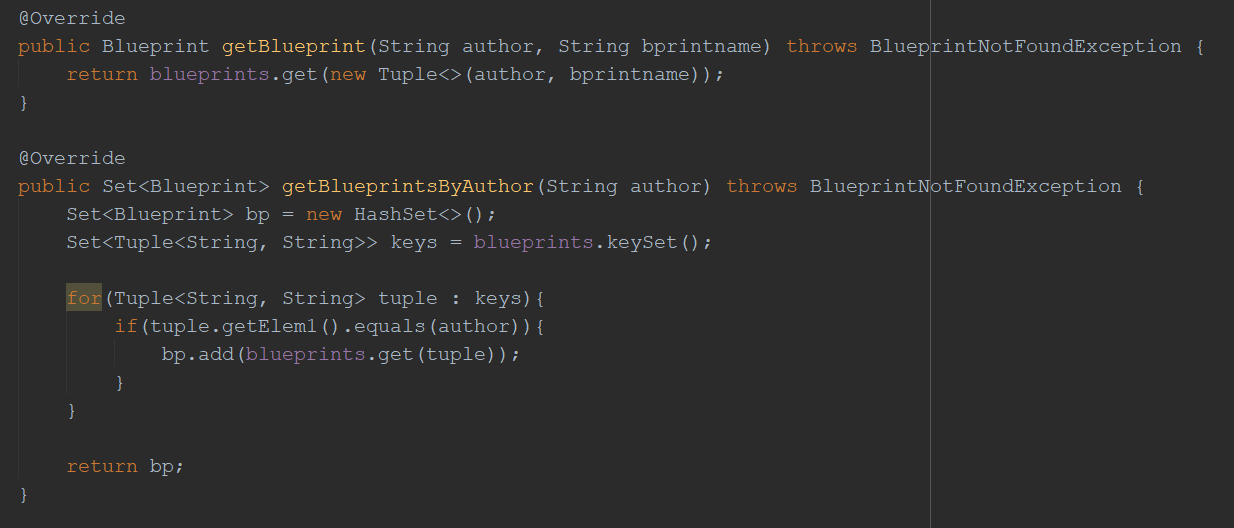 @Override
public Blueprint getBlueprint(String author, String bprintname) throws BlueprintNotFoundException {
    return blueprints.get(new Tuple<>(author, bprintname));
}

@Override
public Set<Blueprint> getBlueprintsByAuthor(String author) throws BlueprintNotFoundException {
    Set<Blueprint> bp = new HashSet<>();
    Set<Tuple<String, String>> keys = blueprints.keySet();

    for(Tuple<String, String> tuple : keys){
        if(tuple.getElem1().equals(author)){
            bp.add(blueprints.get(tuple));
        }
    }

    return bp;
}